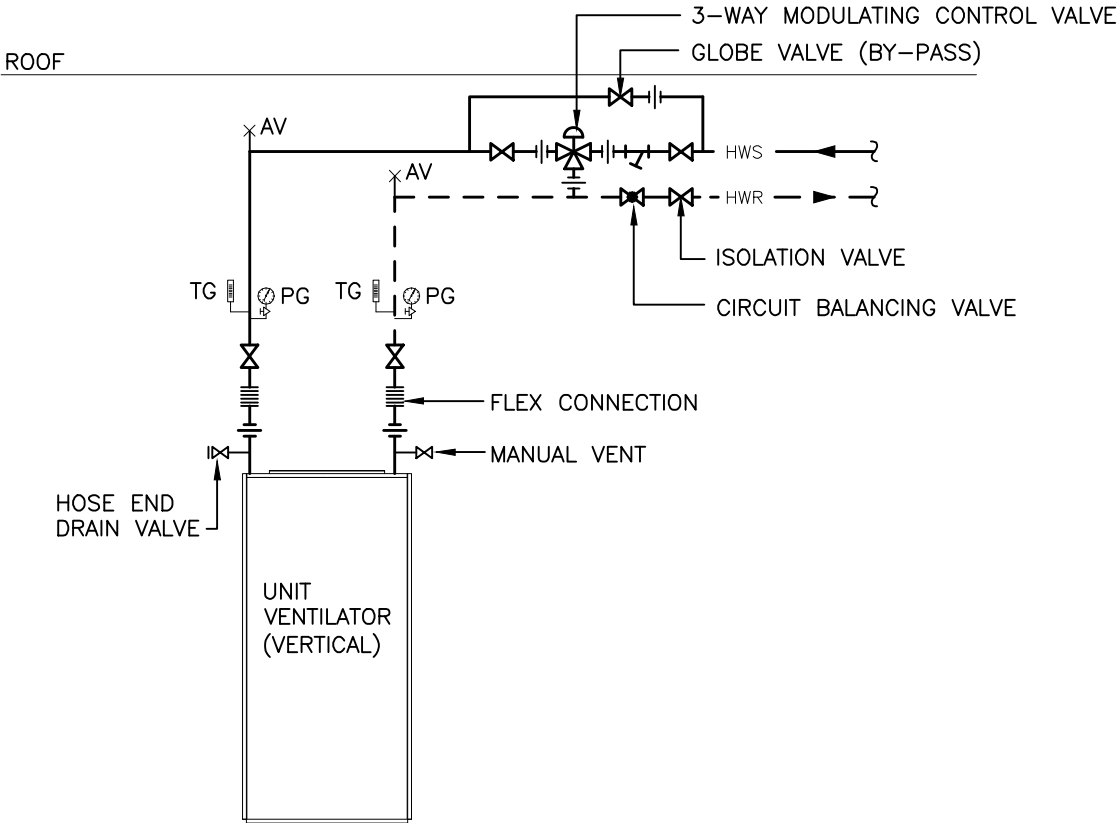 3-WAY MODULATING CONTROL VALVE
GLOBE VALVE (BY-PASS)
ROOF
AV
HWS
AV
HWR
ISOLATION VALVE
TG
PG
TG
PG
CIRCUIT BALANCING VALVE
FLEX CONNECTION
MANUAL VENT
HOSE END
DRAIN VALVE
UNIT
VENTILATOR
(VERTICAL)